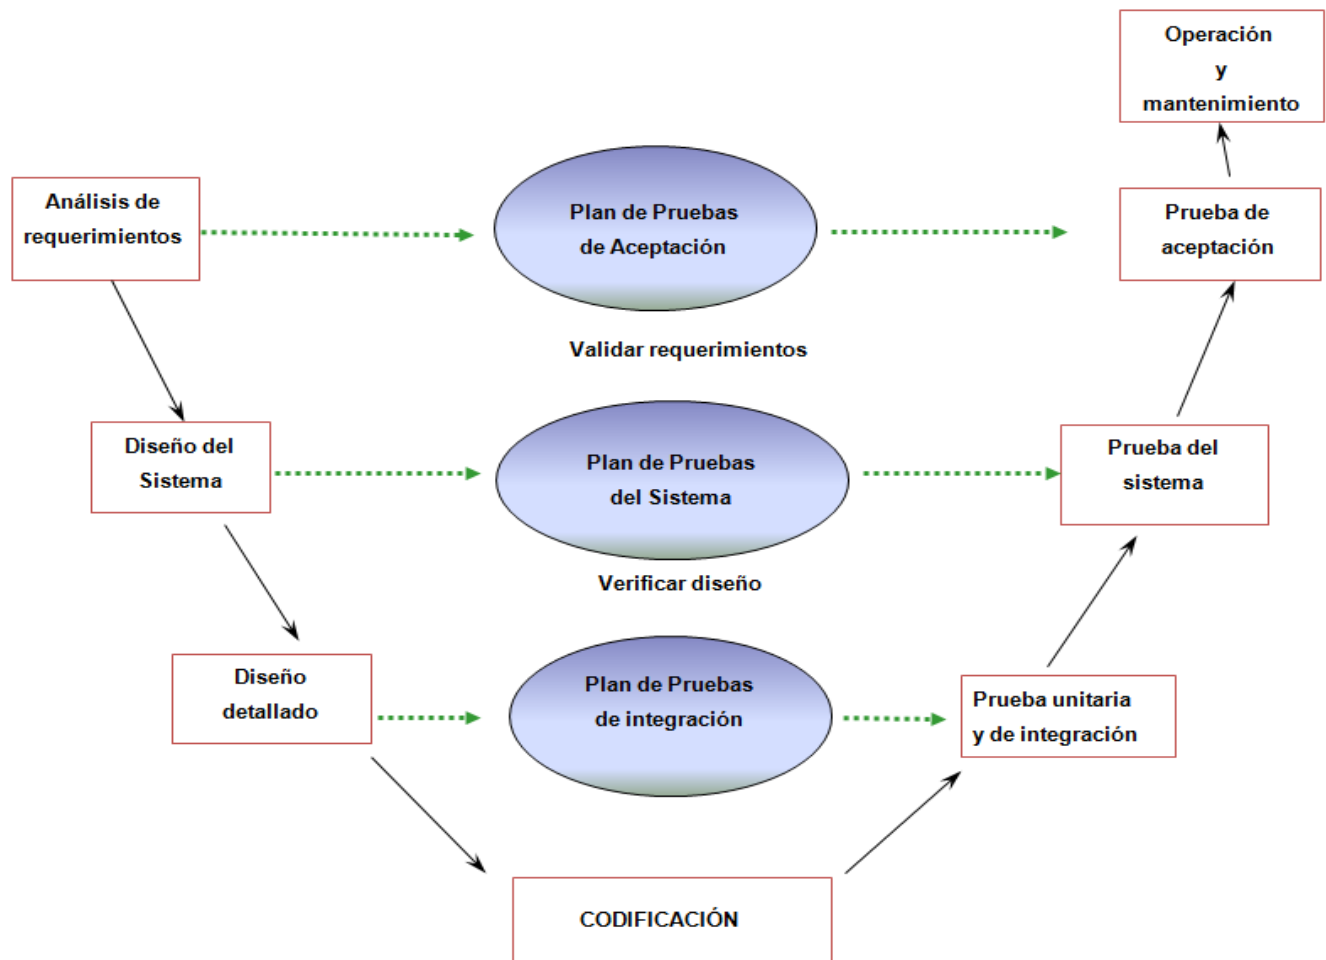 Operación
y
mantenimiento
Análisis de
requerimientos
Plan de Pruebas
de Aceptación
Prueba de
aceptación
Validar requerimientos
Diseño del
Sistema
Plan de Pruebas
del Sistema
Prueba del
sistema
Verificar diseño
Diseño
detallado
Plan de Pruebas
de integración
Prueba unitaria
y de integración
CODIFICACIÓN